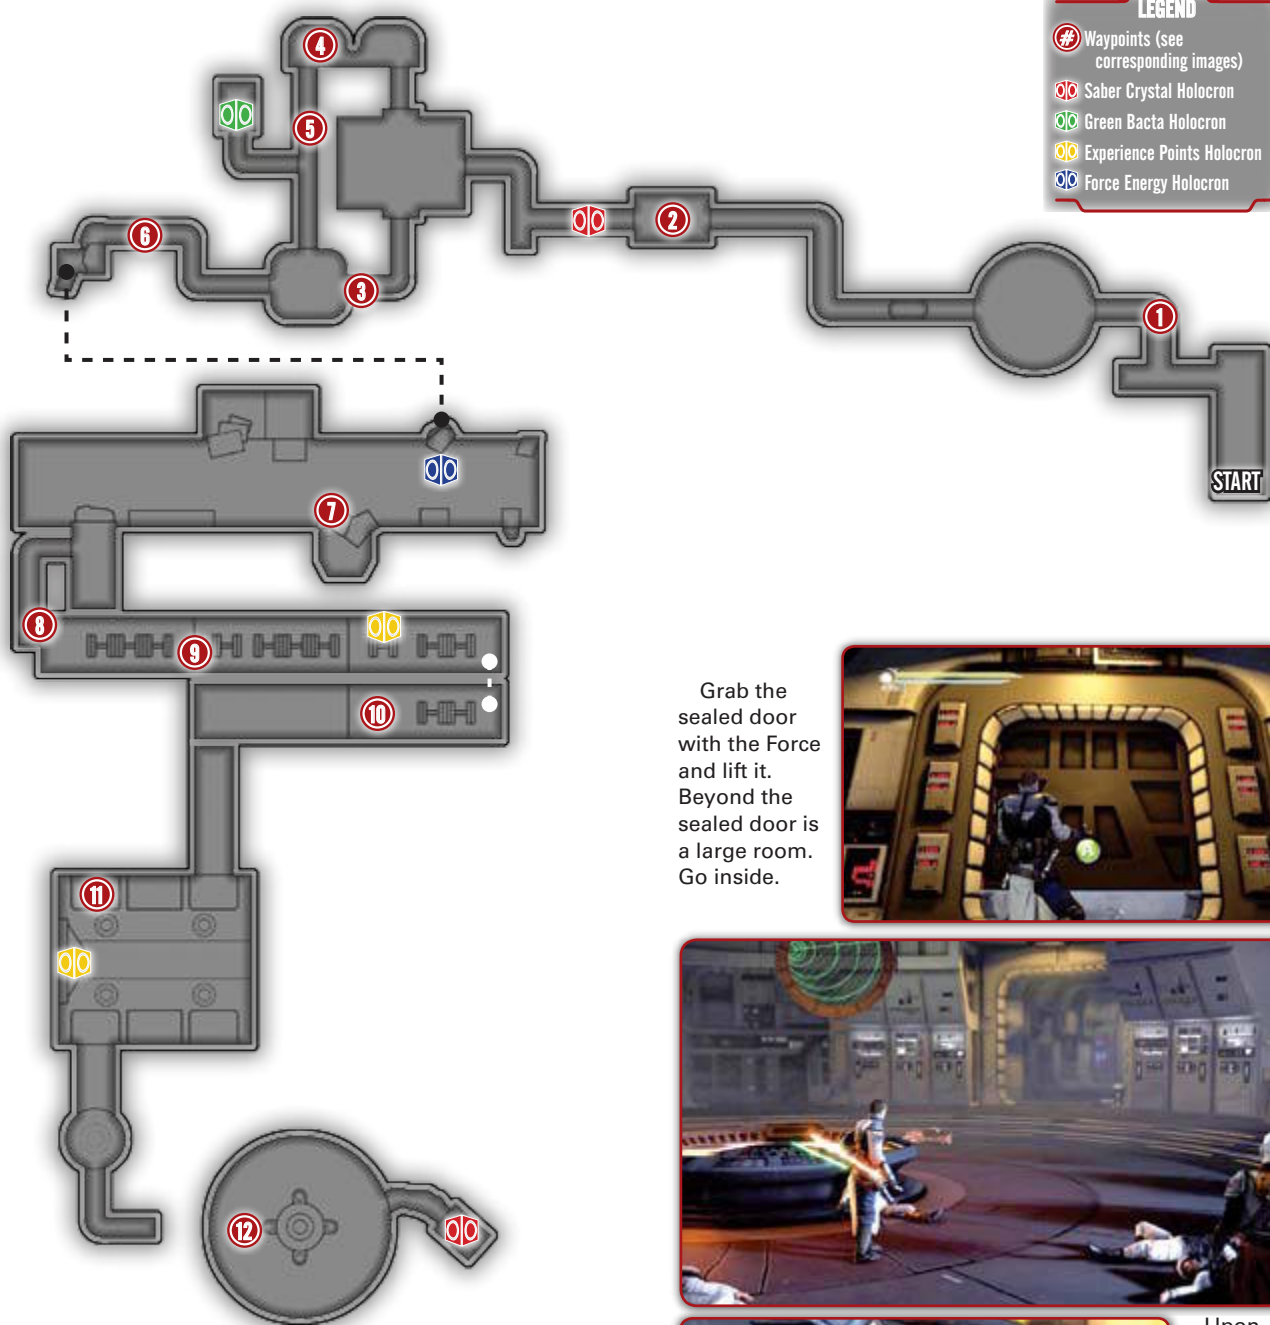 LEGEND
# Waypoints (see
corresponding images)
Saber Crystal Holocron
Green Bacta Holocron
Experience Points Holocron
Force Energy Holocron
4
5
6
3
2
1
START
7
8
9
10
11
12
Grab the
sealed door
with the Force
and lift it.
Beyond the
sealed door is
a large room.
Go inside.
A
Upon